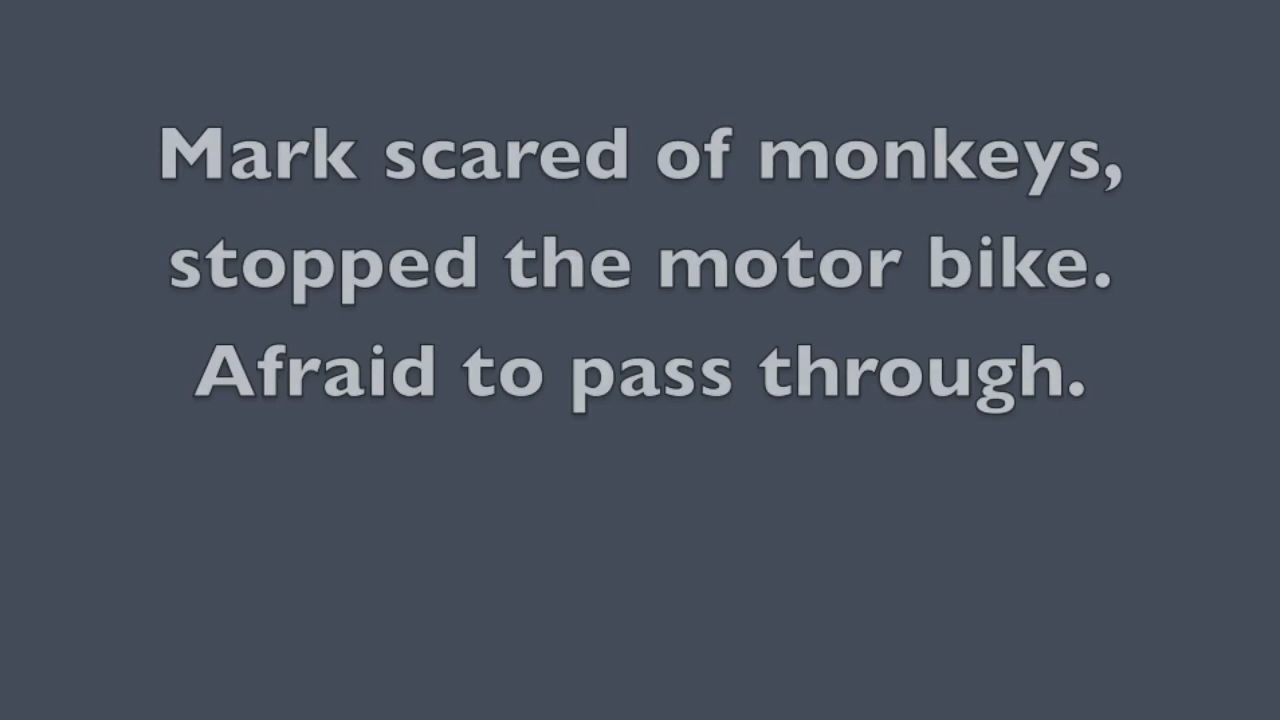 Mark scared of monkeys,
stopped the motor bike.
Afraid to pass through.